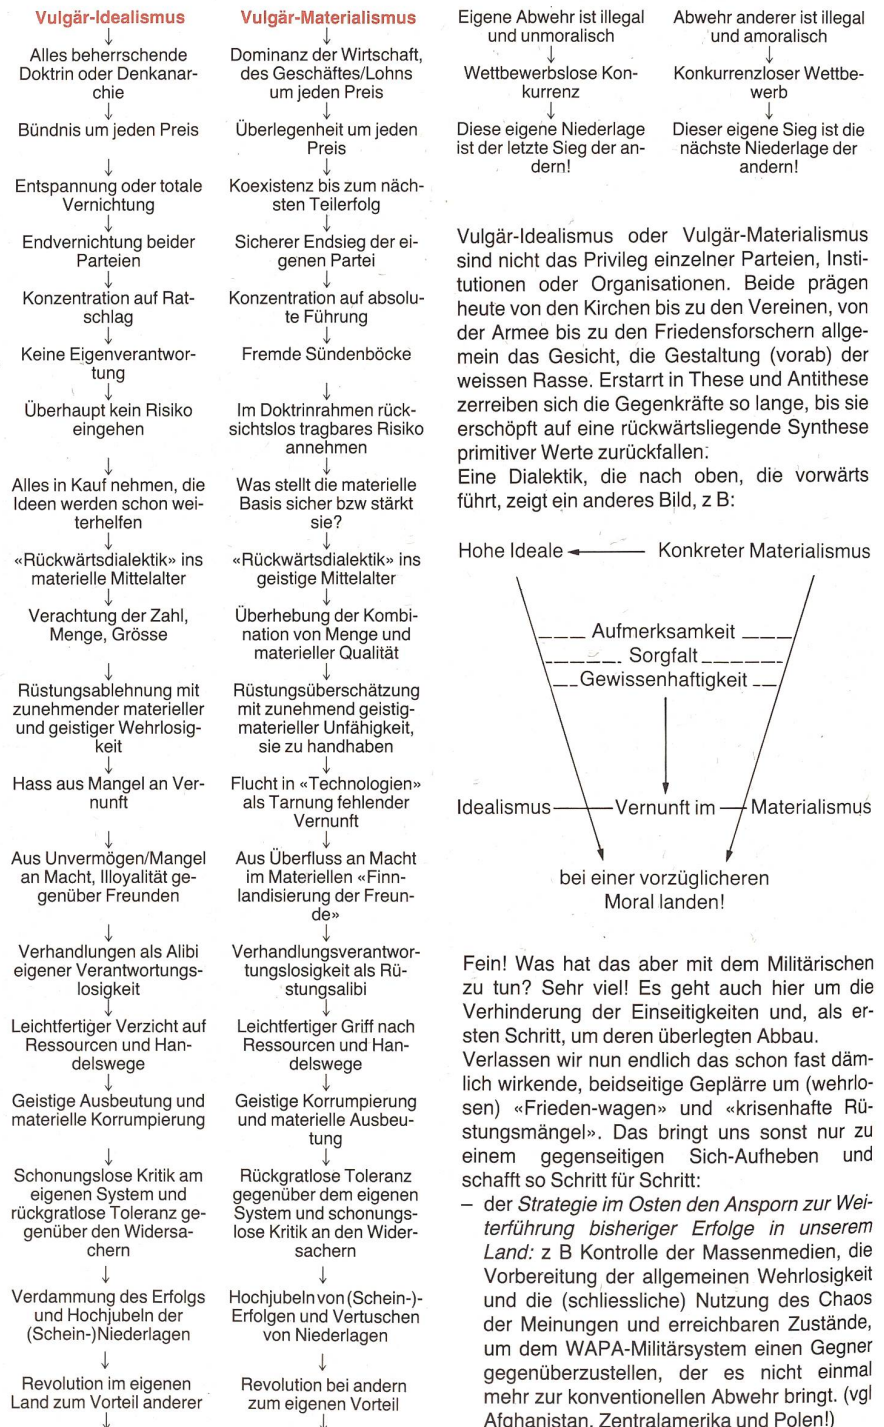 Vulgär-Idealismus
Alles beherrschende
Doktrin oder Denkanar-
chie
Bündnis um jeden Preis
Entspannung oder totale
Vernichtung
Endvernichtung beider
Parteien
Konzentration auf Rat-
schlag
Keine Eigenverantwor-
tung
Überhaupt kein Risiko
eingehen
Alles in Kauf nehmen, die
Ideen werden schon wei-
terhelfen
«Rückwärtsdialektik» ins
materielle Mittelalter
Verachtung der Zahl,
Menge, Grösse
Rüstungsablehnung mit
zunehmender materieller
und geistiger Wehrlosig-
keit
Hass aus Mangel an Ver-
nunft
Aus Unvermögen/Mangel
an Macht, Illoyalität ge-
genüber Freunden
Verhandlungen als Alibi
eigener Verantwortungs-
losigkeit
Leichtfertiger Verzicht auf
Ressourcen und Han-
delswege
Geistige Ausbeutung und
materielle Korrumpierung
Schonungslose Kritik am
eigenen System und
rückgratlose Toleranz ge-
genüber den Widersa-
chern
Verdammung des Erfolgs
und Hochjubeln der
(Schein-)Niederlagen
Revolution im eigenen
Land zum Vorteil anderer
Vulgär-Materialismus
Dominanz der Wirtschaft,
des Geschäftes/Lohns
um jeden Preis
Überlegenheit um jeden
Preis
Koexistenz bis zum näch-
sten Teilerfolg
Sicherer Endsieg der ei-
genen Partei
Konzentration auf absolu-
te Führung
Fremde Sündenböcke
Im Doktrinrahmen rück-
sichtslos tragbares Risiko
annehmen
Was stellt die materielle
Basis sicher bzw stärkt
sie?
«Rückwärtsdialektik» ins
geistige Mittelalter
Überhebung der Kombi-
nation von Menge und
materieller Qualität
Rüstungsüberschätzung
mit zunehmend geistig-
materieller Unfähigkeit,
sie zu handhaben
Flucht in «Technologien»
als Tarnung fehlender
Vernunft
Aus Überfluss an Macht
im Materiellen «Finn-
landisierung der Freun-
de»
Verhandlungsverantwor-
tungslosigkeit als Rü-
stungsalibi
Leichtfertiger Griff nach
Ressourcen und Han-
delswege
Geistige Korrumpierung
und materielle Ausbeu-
tung
Rückgratlose Toleranz
gegenüber dem eigenen
System und schonungs-
lose Kritik an den Wider-
sachern
Hochjubeln von (Schein-)-
Erfolgen und Vertuschen
von Niederlagen
Revolution bei andern
zum eigenen Vorteil
Eigene Abwehr ist illegal
und unmoralisch
Wettbewerbslose Kon-
kurrenz
Diese eigene Niederlage
ist der letzte Sieg der an-
dern!
Abwehr anderer ist illegal
und amoralisch
Konkurrenzloser Wettbe-
werb
Dieser eigene Sieg ist die
nächste Niederlage der
andern!
Vulgär-Idealismus oder Vulgär-Materialismus
sind nicht das Privileg einzelner Parteien, Insti-
tutionen oder Organisationen. Beide prägen
heute von den Kirchen bis zu den Vereinen, von
der Armee bis zu den Friedensforschern allge-
mein das Gesicht, die Gestaltung (vorab) der
weissen Rasse. Erstarrt in These und Antithese
zerreiben sich die Gegenkräfte so lange, bis sie
erschöpft auf eine rückwärtsliegende Synthese
primitiver Werte zurückfallen:
Eine Dialektik, die nach oben, die vorwärts
führt, zeigt ein anderes Bild, z B:
Hohe Ideale Konkreter Materialismus
Aufmerksamkeit
Sorgfalt
Gewissenhaftigkeit
Idealismus Vernunft im Materialismus
bei einer vorzüglicheren
Moral landen!
Fein! Was hat das aber mit dem Militärischen
zu tun? Sehr viel! Es geht auch hier um die
Verhinderung der Einseitigkeiten und, als er-
sten Schritt, um deren überlegten Abbau.
Verlassen wir nun endlich das schon fast däm-
lich wirkende, beidseitige Geplärre um (wehrlo-
sen) «Frieden-wagen» und «krisenhafte Rü-
stungsmängel». Das bringt uns sonst nur zu
einem gegenseitigen Sich-Aufheben und
schafft so Schritt für Schritt:
– der Strategie im Osten den Ansporn zur Wei-
terführung bisheriger Erfolge in unserem
Land: z B Kontrolle der Massenmedien, die
Vorbereitung der allgemeinen Wehrlosigkeit
und die (schliessliche) Nutzung des Chaos
der Meinungen und erreichbaren Zustände,
um dem WAPA-Militärsystem einen Gegner
gegenüberzustellen, der es nicht einmal
mehr zur konventionellen Abwehr bringt. (vgl
Afghanistan, Zentralamerika und Polen!)